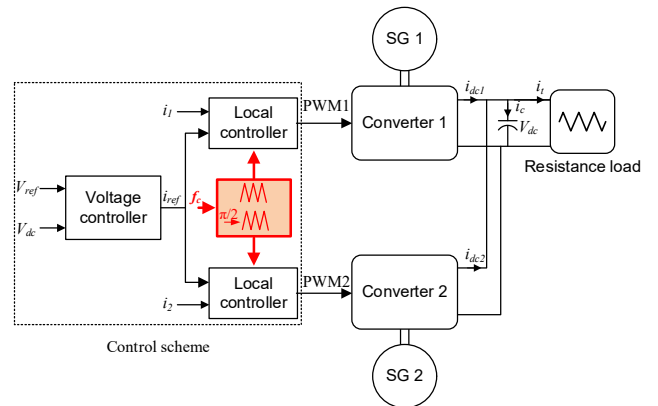 SG 1
i1
Local
controller
PWM1
Converter 1
idc1
it
ic
Vdc
Resistance load
Vref
Vdc
Voltage
controller
iref
fc
π/2
idc2
Local
controller
PWM2
i2
Converter 2
SG 2
Control scheme